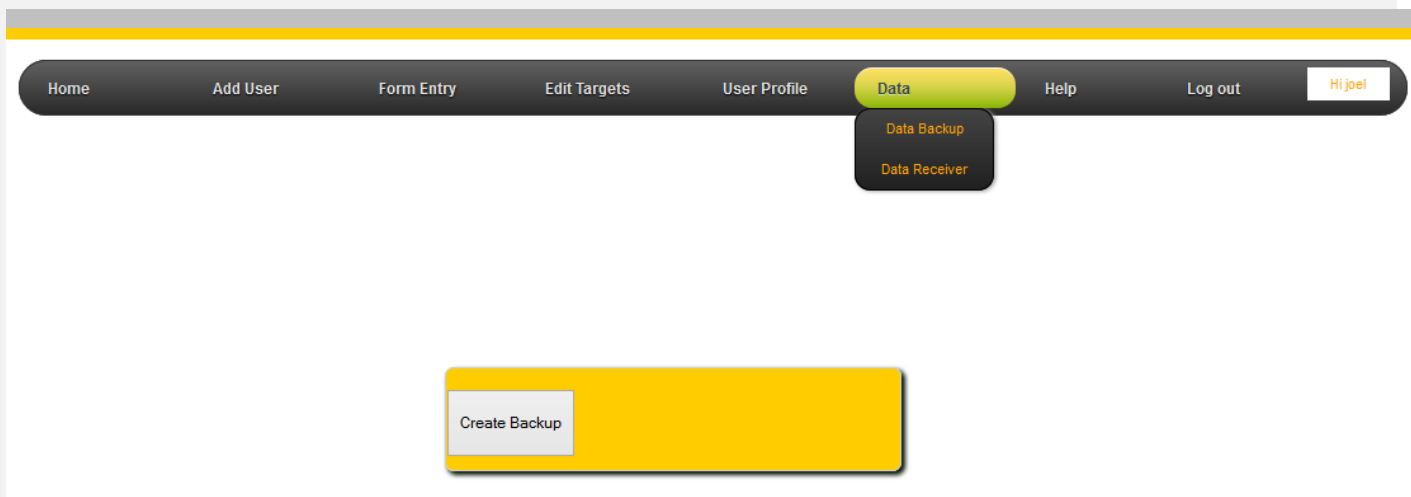 Home Add User Form Entry Edit Targets User Profile Data Help Log out Hi joel
Data Backup
Data Receiver
Create Backup